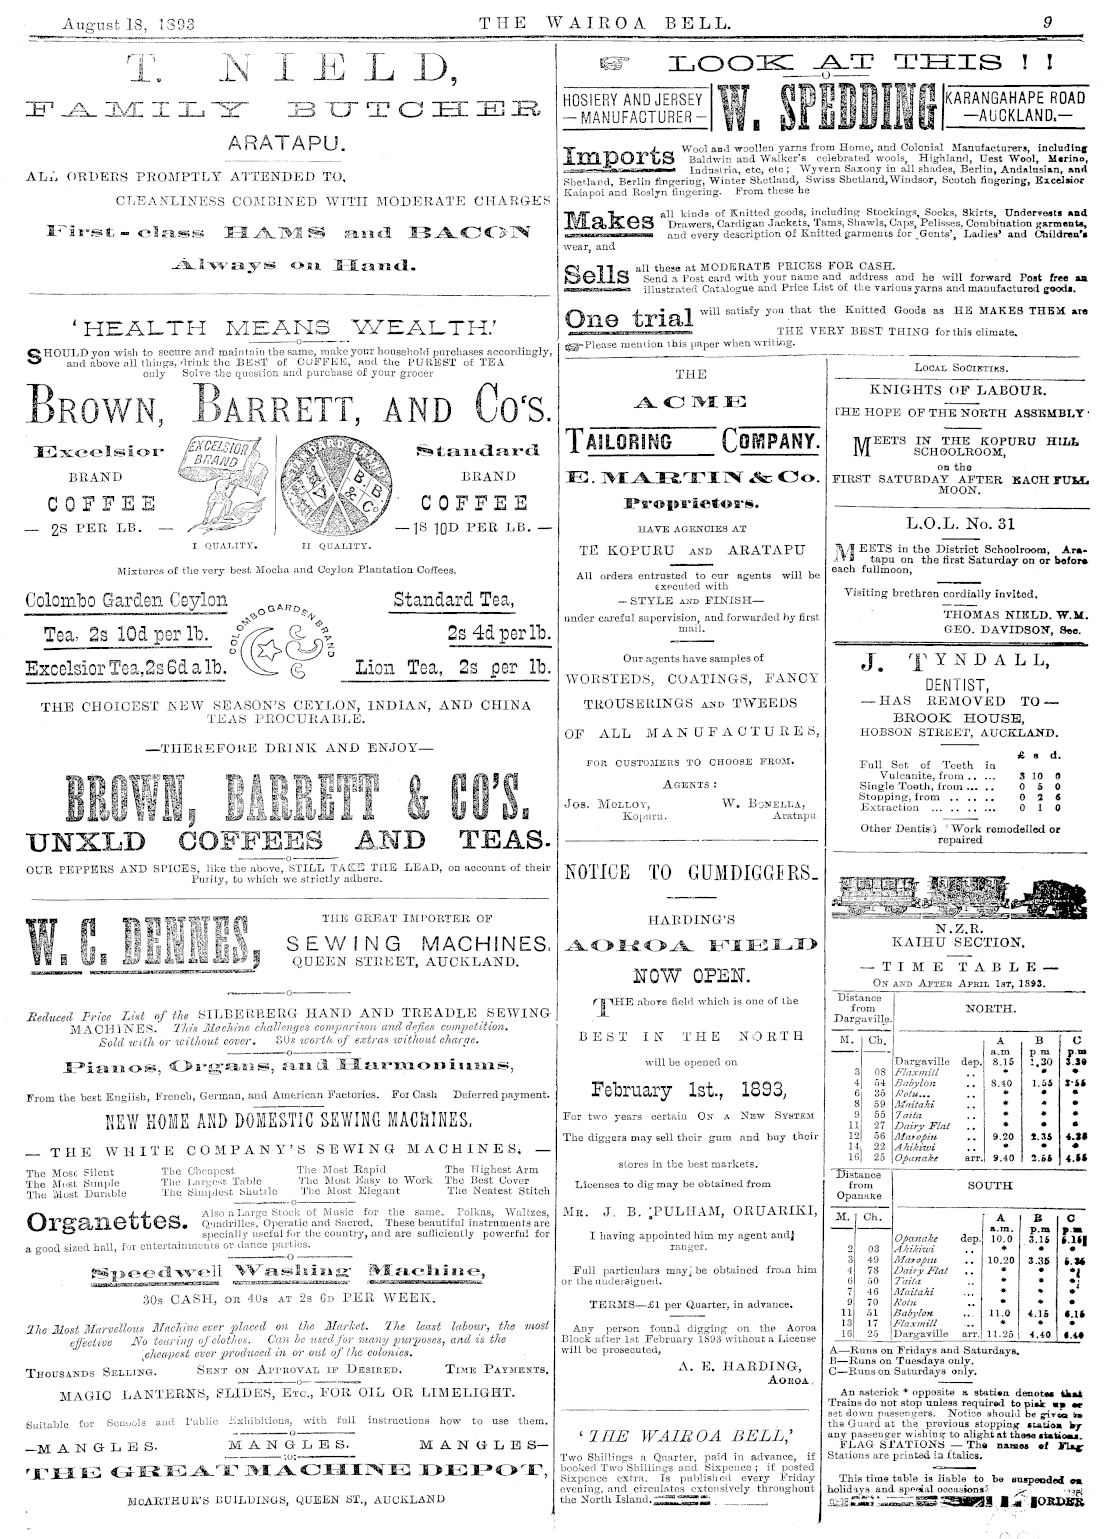 August 18, 1893
THE WAIROA BELL.
9
T. NIELD,
FAMILY BUTCHER
ARATAPU.
ALL ORDERS PROMPTLY ATTENDED TO.
CLEANLINESS COMBINED WITH MODERATE CHARGES
First-class HAMS and BACON
Always on Hand.
'HEALTH MEANS WEALTH.'
SHOULD you wish to secure and maintain the same, make your household purchases accordingly,
and above all things, drink the BEST of COFFEE, and the PUREST of TEA
only Solve the question and purchase of your grocer
BROWN, BARRETT, AND CO'S.
Excelsior
BRAND
COFFEE
— 2S PER LB. —
EXCELSIOR
BRAND
I QUALITY.
STANDARD BRAND
B. B. & Co.
II QUALITY.
Standard
BRAND
COFFEE
— 1S 10D PER LB. —
Mixtures of the very best Mocha and Ceylon Plantation Coffees.
Colombo Garden Ceylon
Tea, 2s 10d per lb.
Excelsior Tea, 2s 6d a lb.
COLOMBO GARDEN BRAND
Standard Tea,
2s 4d per lb.
Lion Tea, 2s per lb.
THE CHOICEST NEW SEASON'S CEYLON, INDIAN, AND CHINA
TEAS PROCURABLE.
—THEREFORE DRINK AND ENJOY—
BROWN, BARRETT & CO'S.
UNXLD COFFEES AND TEAS.
OUR PEPPERS AND SPICES, like the above, STILL TAKE THE LEAD, on account of their
Purity, to which we strictly adhere.
W. C. DENNES,
THE GREAT IMPORTER OF
SEWING MACHINES,
QUEEN STREET, AUCKLAND.
Reduced Price List of the SILBERBERG HAND AND TREADLE SEWING
MACHINES. This Machine challenges comparison and defies competition.
Sold with or without cover. 30s worth of extras without charge.
Pianos, Organs, and Harmoniums,
From the best English, French, German, and American Factories. For Cash Deferred payment.
NEW HOME AND DOMESTIC SEWING MACHINES,
— THE WHITE COMPANY'S SEWING MACHINES, —
The Most Silent The Cheapest The Most Rapid The Highest Arm
The Most Simple The Largest Table The Most Easy to Work The Best Cover
The Most Durable The Simplest Shuttle The Most Elegant The Neatest Stitch
Organettes. Also a Large Stock of Music for the same. Polkas, Waltzes,
Quadrilles, Operatic and Sacred. These beautiful instruments are
specially useful for the country, and are sufficiently powerful for
a good sized hall, for entertainments or dance parties.
Speedwell Washing Machine,
30s CASH, OR 40s AT 2s 6D PER WEEK.
The Most Marvellous Machine ever placed on the Market. The least labour, the most
effective No tearing of clothes. Can be used for many purposes, and is the
cheapest ever produced in or out of the colonies.
THOUSANDS SELLING. SENT ON APPROVAL IF DESIRED. TIME PAYMENTS.
MAGIC LANTERNS, SLIDES, ETC., FOR OIL OR LIMELIGHT.
Suitable for Schools and Public Exhibitions, with full instructions how to use them.
—MANGLES. MANGLES. MANGLES—
THE GREAT MACHINE DEPOT,
MCARTHUR'S BUILDINGS, QUEEN ST., AUCKLAND
LOOK AT THIS!!
HOSIERY AND JERSEY
— MANUFACTURER —
W. SPEDDING
KARANGAHAPE ROAD
—AUCKLAND.—
Imports Wool and woollen yarns from Home, and Colonial Manufacturers, including
Baldwin and Walker's celebrated wools, Highland, Uest Wool, Merino,
Industria, etc, etc; Wyvern Saxony in all shades, Berlin, Andalusian, and
Shetland, Berlin fingering, Winter Shetland, Swiss Shetland, Windsor, Scotch fingering, Excelsior
Kaiapoi and Roslyn fingering. From these he
Makes all kinds of Knitted goods, including Stockings, Socks, Skirts, Undervests and
Drawers, Cardigan Jackets, Tams, Shawls, Caps, Pelisses, Combination garments,
and every description of Knitted garments for Gents', Ladies' and Children's
wear, and
Sells all these at MODERATE PRICES FOR CASH.
Send a Post card with your name and address and he will forward Post free an
illustrated Catalogue and Price List of the various yarns and manufactured goods.
One trial will satisfy you that the Knitted Goods as HE MAKES THEM are
THE VERY BEST THING for this climate.
Please mention this paper when writing.
THE
ACME
TAILORING COMPANY.
E. MARTIN & Co.
Proprietors.
HAVE AGENCIES AT
TE KOPURU AND ARATAPU
All orders entrusted to our agents will be
executed with
—STYLE AND FINISH—
under careful supervision, and forwarded by first
mail.
Our agents have samples of
WORSTEDS, COATINGS, FANCY
TROUSERINGS AND TWEEDS
OF ALL MANUFACTURES,
FOR CUSTOMERS TO CHOOSE FROM.
AGENTS:
JOS. MOLLOY, W. BONELLA,
Kopuru. Aratapu
NOTICE TO GUMDIGGERS
HARDING'S
AOROA FIELD
NOW OPEN.
THE above field which is one of the
BEST IN THE NORTH
will be opened on
February 1st., 1893,
For two years certain ON A NEW SYSTEM
The diggers may sell their gum and buy their
stores in the best markets.
Licenses to dig may be obtained from
MR. J. B. PULHAM, ORUARIKI,
I having appointed him my agent and
ranger.
Full particulars may be obtained from him
or the undersigned.
TERMS—£1 per Quarter, in advance.
Any person found digging on the Aoroa
Block after 1st February 1893 without a License
will be prosecuted,
A. E. HARDING,
AOROA.
'THE WAIROA BELL,'
Two Shillings a Quarter, paid in advance, if
booked Two Shillings and Sixpence; if posted
Sixpence extra. Is published every Friday
evening, and circulates extensively throughout
the North Island.
LOCAL SOCIETIES.
KNIGHTS OF LABOUR.
THE HOPE OF THE NORTH ASSEMBLY
MEETS IN THE KOPURU HILL
SCHOOLROOM,
on the
FIRST SATURDAY AFTER EACH FULL
MOON.
L.O.L. No. 31
MEETS in the District Schoolroom, Ara-
tapu on the first Saturday on or before
each fullmoon,
Visiting brethren cordially invited.
THOMAS NIELD. W.M.
GEO. DAVIDSON, Sec.
J. TYNDALL,
DENTIST,
—HAS REMOVED TO—
BROOK HOUSE,
HOBSON STREET, AUCKLAND.
£ s d.
Full Set of Teeth in
Vulcanite, from .. ... 3 10 0
Single Tooth, from ... .. 0 5 0
Stopping, from .. .. .. 0 2 6
Extraction ... .. ... .. 0 1 0
Other Dentist Work remodelled or
repaired
N.Z.R.
KAIHU SECTION.
—TIME TABLE—
ON AND AFTER APRIL 1ST, 1893.
Distance
from
Dargaville.
NORTH.
M. Ch. A B C
a.m p.m p.m
Dargaville dep. 8.15 1.30 3.30
3 08 Flaxmill .. * * *
4 54 Babylon .. 8.40 1.55 3.55
6 35 Rotu... .. * * *
8 59 Maitahi .. * * *
9 55 Taita .. * * *
11 27 Dairy Flat .. * * *
12 56 Maropiu .. 9.20 2.35 4.35
14 22 Ahikiwi .. * * *
16 25 Opanake arr. 9.40 2.55 4.55
Distance
from
Opanake
SOUTH
M. Ch. A B C
a.m. p.m p.m
Opanake dep. 10.0 3.15 5.15
2 03 Ahikiwi .. * * *
3 49 Maropiu .. 10.20 3.35 5.35
4 78 Dairy Flat .. * * *
6 50 Taita .. * * *
7 46 Maitahi .. * * *
9 70 Rotu .. * * *
11 51 Babylon .. 11.0 4.15 6.15
13 17 Flaxmill .. * * *
16 25 Dargaville arr. 11.25 4.40 6.40
A—Runs on Fridays and Saturdays.
B—Runs on Tuesdays only.
C—Runs on Saturdays only.
An asterick * opposite a station denotes that
Trains do not stop unless required to pick up or
set down passengers. Notice should be given to
the Guard at the previous stopping station by
any passenger wishing to alight at these stations.
FLAG STATIONS — The names of Flag
Stations are printed in Italics.
This time table is liable to be suspended on
holidays and special occasions
ORDER